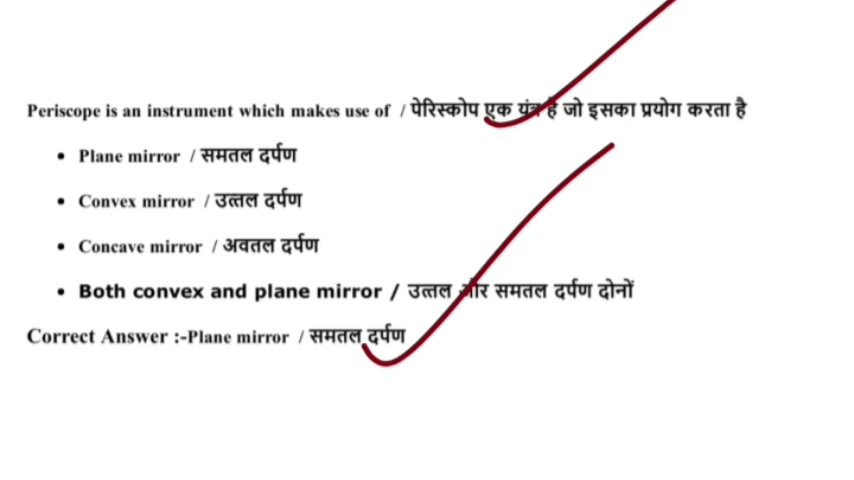 Periscope is an instrument which makes use of / पेरिस्कोप एक यंत्र है जो इसका प्रयोग करता है
• Plane mirror / समतल दर्पण
• Convex mirror / उत्तल दर्पण
• Concave mirror / अवतल दर्पण
• Both convex and plane mirror / उत्तल और समतल दर्पण दोनों
Correct Answer :-Plane mirror / समतल दर्पण